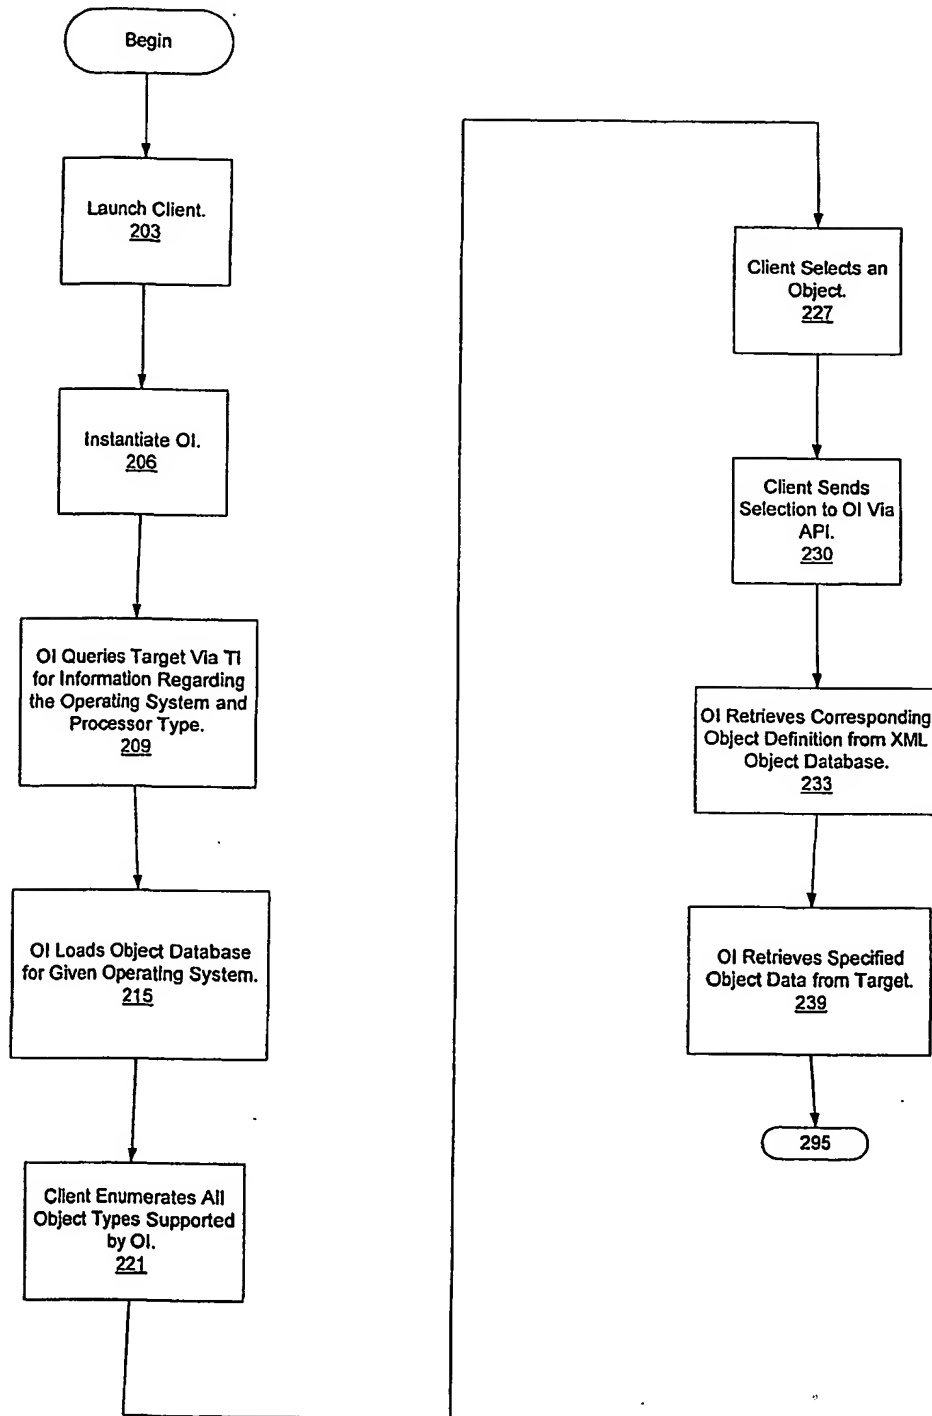 Begin
Launch Client.
203
Instantiate OI.
206
OI Queries Target Via TI
for Information Regarding
the Operating System and
Processor Type.
209
OI Loads Object Database
for Given Operating System.
215
Client Enumerates All
Object Types Supported
by OI.
221
Client Selects an
Object.
227
Client Sends
Selection to OI Via
API.
230
OI Retrieves Corresponding
Object Definition from XML
Object Database.
233
OI Retrieves Specified
Object Data from Target.
239
295